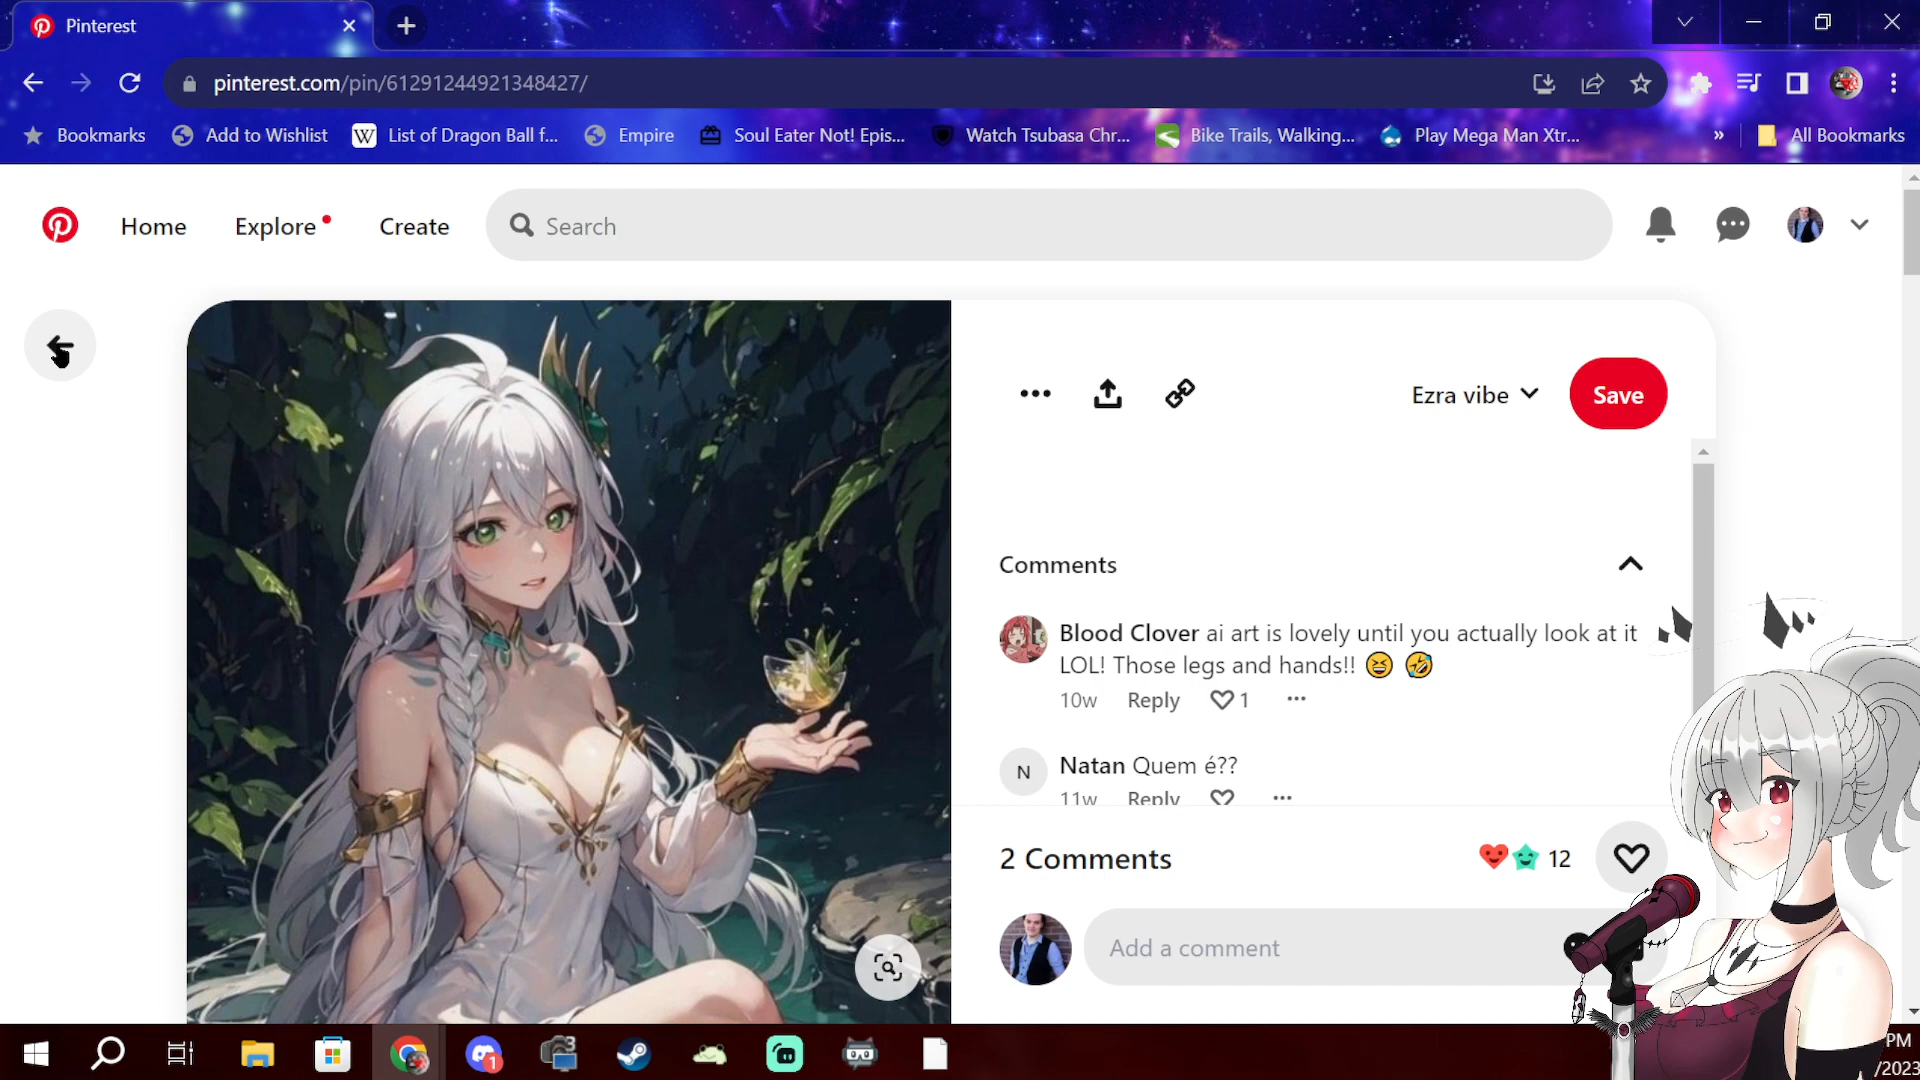 Pinterest
pinterest.com/pin/61291244921348427/
Bookmarks
Add to Wishlist
W List of Dragon Ball f...
Empire
Soul Eater Not! Epis...
Watch Tsubasa Chr...
Bike Trails, Walking...
Play Mega Man Xtr...
»
All Bookmarks
Home
Explore
Create
Search
Ezra vibe
Save
Comments
Blood Clover ai art is lovely until you actually look at it
LOL! Those legs and hands!! 😆 🤣
10w Reply 1 ...
N
Natan Quem é??
11w Reply ...
2 Comments
12
Add a comment
1
3
PM
/2023